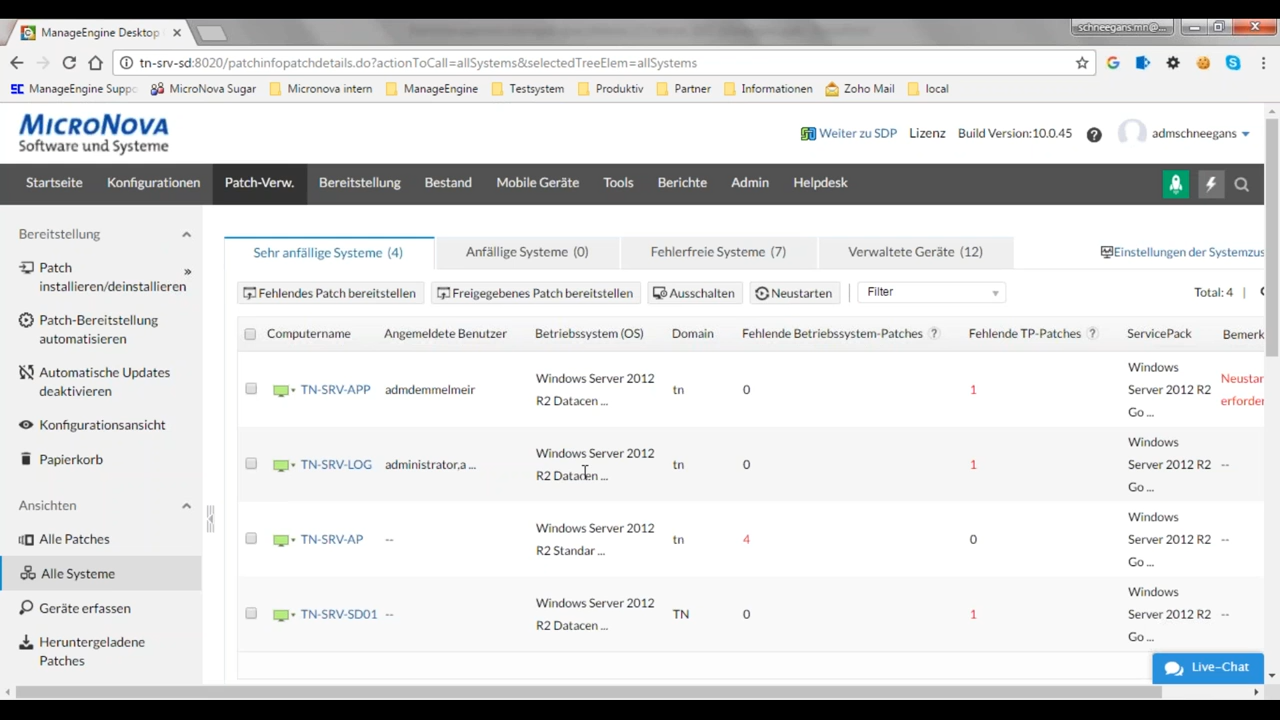 ManageEngine Desktop
schneegans.mn@...
tn-srv-sd:8020/patchinfopatchdetails.do?actionToCall=allSystems&selectedTreeElem=allSystems
ManageEngine Suppo
MicroNova Sugar
Micronova intern
ManageEngine
Testsystem
Produktiv
Partner
Informationen
Zoho Mail
local
MICRONOVA
Software und Systeme
Weiter zu SDP
Lizenz
Build Version:10.0.45
admschneegans
Startseite
Konfigurationen
Patch-Verw.
Bereitstellung
Bestand
Mobile Geräte
Tools
Berichte
Admin
Helpdesk
Bereitstellung
Patch
installieren/deinstallieren
Patch-Bereitstellung
automatisieren
Automatische Updates
deaktivieren
Konfigurationsansicht
Papierkorb
Ansichten
Alle Patches
Alle Systeme
Geräte erfassen
Heruntergeladene
Patches
Sehr anfällige Systeme (4)
Anfällige Systeme (0)
Fehlerfreie Systeme (7)
Verwaltete Geräte (12)
Einstellungen der Systemzus
Fehlendes Patch bereitstellen
Freigegebenes Patch bereitstellen
Ausschalten
Neustarten
Filter
Total: 4
Computername Angemeldete Benutzer Betriebssystem (OS) Domain Fehlende Betriebssystem-Patches ? Fehlende TP-Patches ? ServicePack Bemerk
TN-SRV-APP admdemmelmeir Windows Server 2012
R2 Datacen ... tn 0 1 Windows
Server 2012 R2
Go ... Neustar
erforder
TN-SRV-LOG administrator,a ... Windows Server 2012
R2 Datacen ... tn 0 1 Windows
Server 2012 R2
Go ... --
TN-SRV-AP -- Windows Server 2012
R2 Standar ... tn 4 0 Windows
Server 2012 R2
Go ... --
TN-SRV-SD01 -- Windows Server 2012
R2 Datacen ... TN 0 1 Windows
Server 2012 R2
Go ... --
Live-Chat